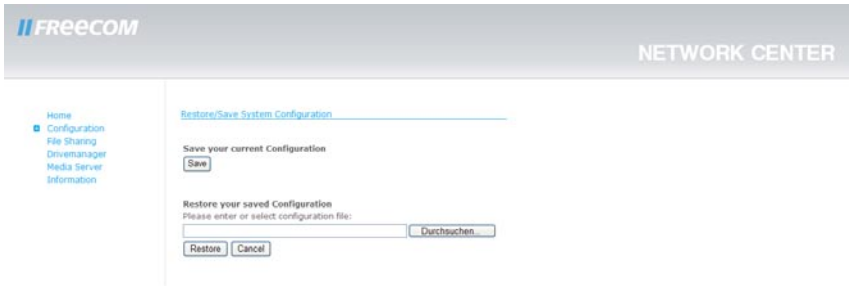 FREECOM
NETWORK CENTER
Home
Configuration
File Sharing
Drivemanager
Media Server
Information
Restore/Save System Configuration
Save your current Configuration
Save
Restore your saved Configuration
Please enter or select configuration file:
Durchsuchen...
Restore Cancel